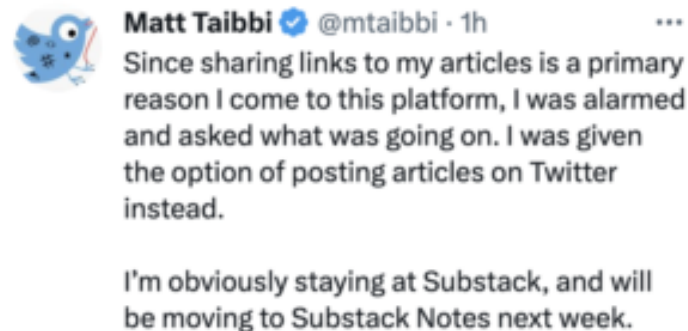 Matt Taibbi @mtaibbi · 1h
Since sharing links to my articles is a primary
reason I come to this platform, I was alarmed
and asked what was going on. I was given
the option of posting articles on Twitter
instead.
I'm obviously staying at Substack, and will
be moving to Substack Notes next week.